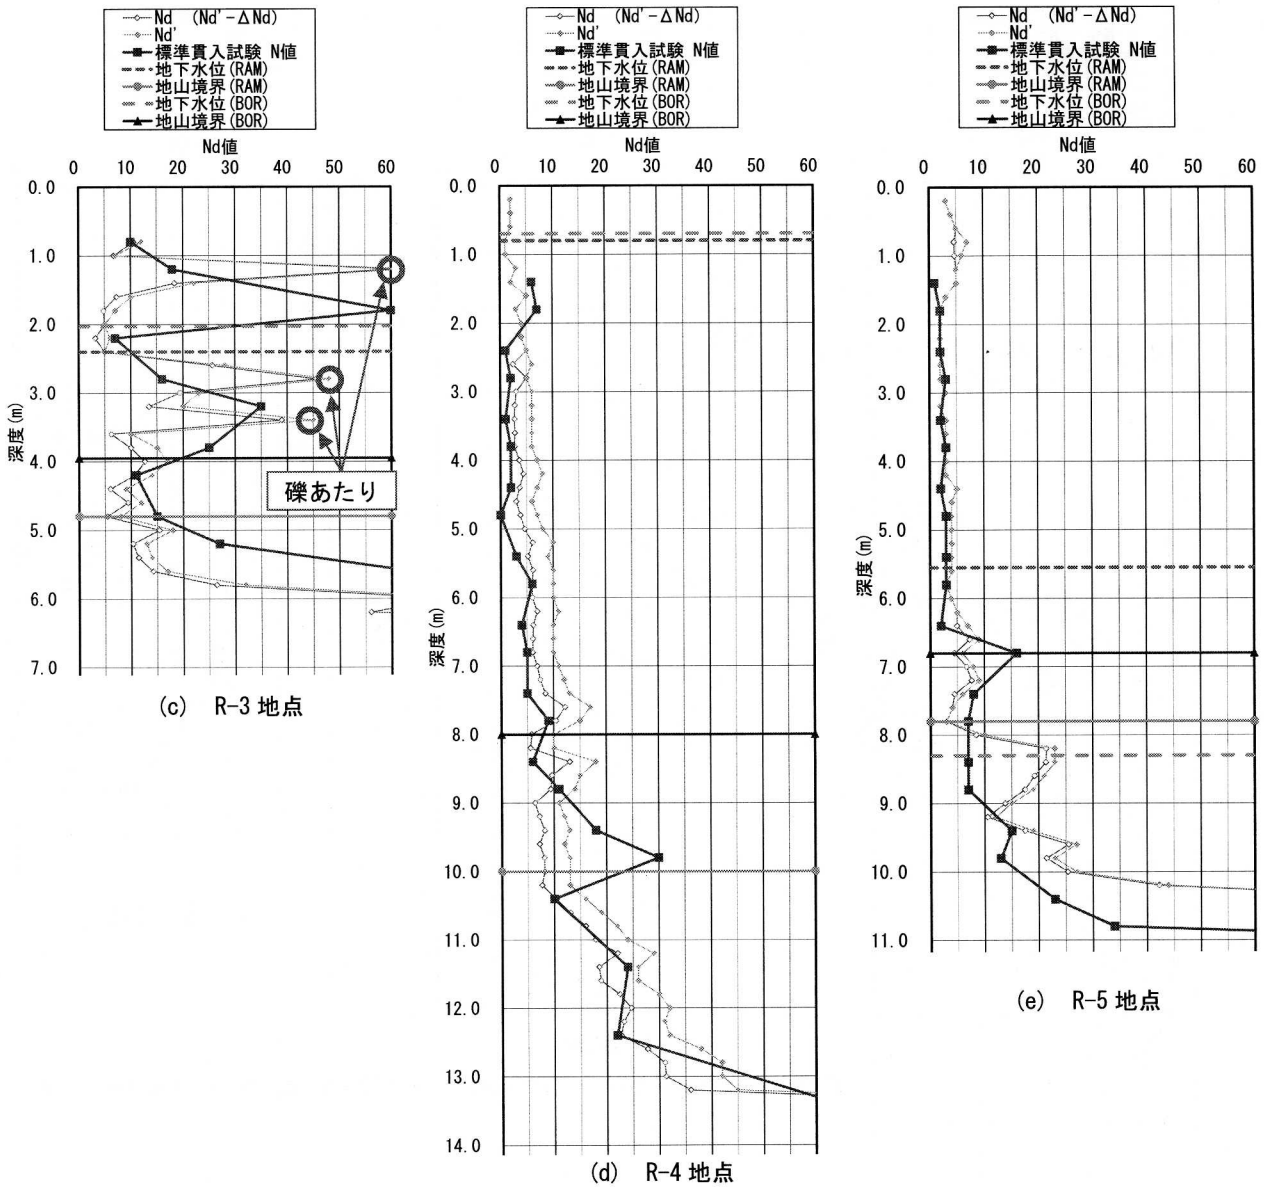 Nd (Nd'-ΔNd)
Nd'
標準貫入試験 N値
地下水位(RAM)
地山境界(RAM)
地下水位(BOR)
地山境界(BOR)
Nd値
0 10 20 30 40 50 60
0.0
1.0
2.0
3.0
4.0
5.0
6.0
7.0
深度(m)
礫あたり
(c) R-3 地点
Nd (Nd'-ΔNd)
Nd'
標準貫入試験 N値
地下水位(RAM)
地山境界(RAM)
地下水位(BOR)
地山境界(BOR)
Nd値
0 10 20 30 40 50 60
0.0
1.0
2.0
3.0
4.0
5.0
6.0
7.0
8.0
9.0
10.0
11.0
12.0
13.0
14.0
深度(m)
(d) R-4 地点
Nd (Nd'-ΔNd)
Nd'
標準貫入試験 N値
地下水位(RAM)
地山境界(RAM)
地下水位(BOR)
地山境界(BOR)
Nd値
0 10 20 30 40 50 60
0.0
1.0
2.0
3.0
4.0
5.0
6.0
7.0
8.0
9.0
10.0
11.0
深度(m)
(e) R-5 地点